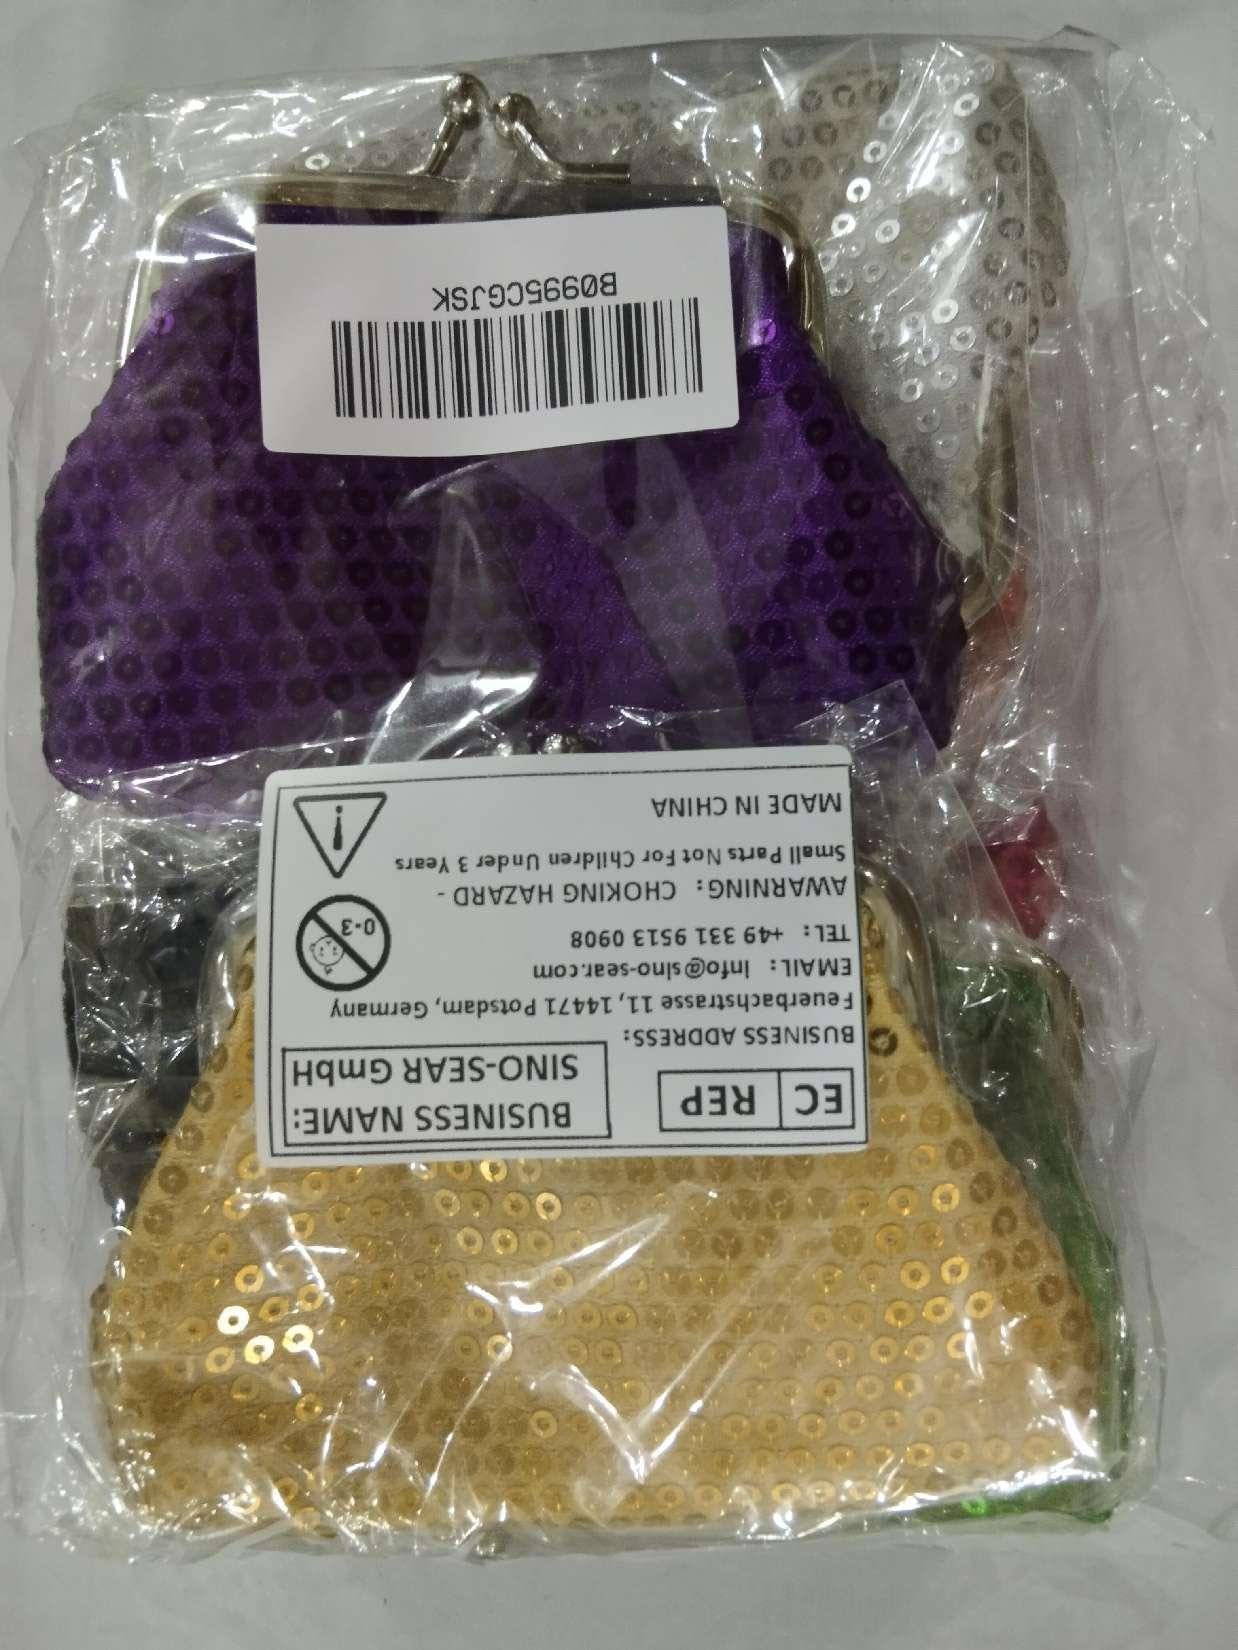 B0995CGJSK
EC REP
BUSINESS NAME:
SINO-SEAR GmbH
BUSINESS ADDRESS:
Feuerbachstrasse 11, 14471 Potsdam, Germany
EMAIL: info@sino-sear.com
TEL: +49 331 9513 0908
AWARNING: CHOKING HAZARD -
Small Parts Not For Children Under 3 Years
0-3
MADE IN CHINA
!